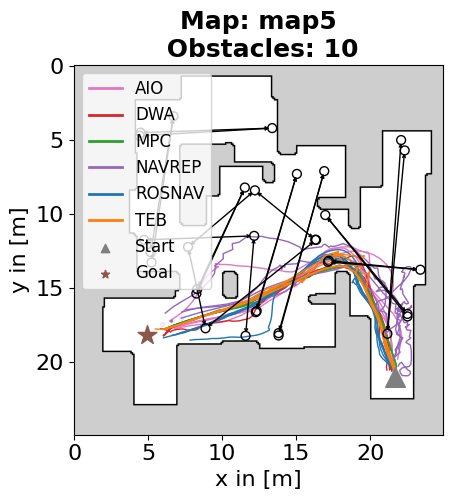 Map: map5
Obstacles: 10
AIO
DWA
MPC
NAVREP
ROSNAV
TEB
Start
Goal
0
5
10
15
20
y in [m]
0 5 10 15 20
x in [m]